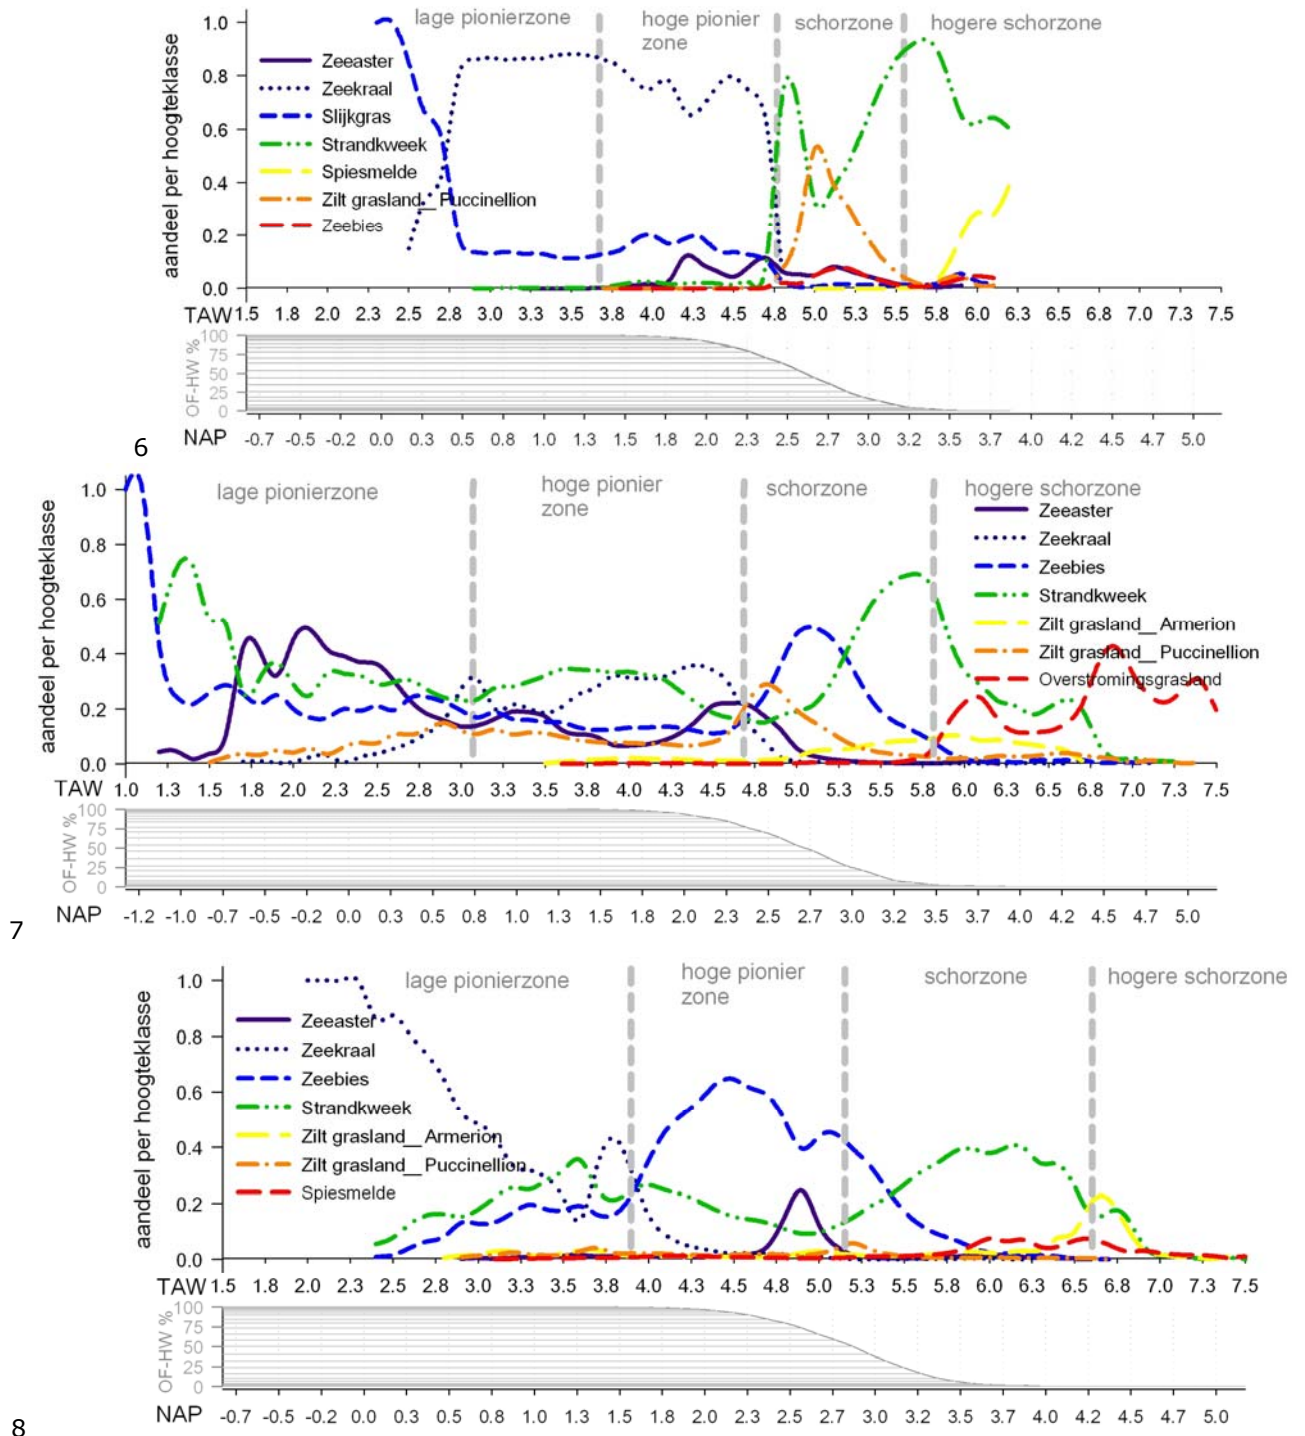 lage pionierzone
hoge pionier
zone
schorzone
hogere schorzone
aandeel per hoogteklasse
1.0
0.8
0.6
0.4
0.2
0.0
Zeeaster
Zeekraal
Slijkgras
Strandkweek
Spiesmelde
Zilt grasland__Puccinellion
Zeebies
TAW 1.5 1.8 2.0 2.3 2.5 2.8 3.0 3.3 3.5 3.8 4.0 4.3 4.5 4.8 5.0 5.3 5.5 5.8 6.0 6.3 6.5 6.8 7.0 7.3 7.5
OF-HW %
100
75
50
25
0
NAP -0.7 -0.5 -0.2 0.0 0.3 0.5 0.8 1.0 1.3 1.5 1.8 2.0 2.3 2.5 2.7 3.0 3.2 3.5 3.7 4.0 4.2 4.5 4.7 5.0
6
lage pionierzone
hoge pionier
zone
schorzone
hogere schorzone
aandeel per hoogteklasse
1.0
0.8
0.6
0.4
0.2
0.0
Zeeaster
Zeekraal
Zeebies
Strandkweek
Zilt grasland__Armerion
Zilt grasland__Puccinellion
Overstromingsgrasland
1.0 1.3 1.5 1.8 2.0 2.3 2.5 2.8 3.0 3.3 3.5 3.8 4.0 4.3 4.5 4.8 5.0 5.3 5.5 5.8 6.0 6.3 6.5 6.8 7.0 7.3 7.5
TAW
OF-HW %
100
75
50
25
0
NAP -1.2 -1.0 -0.7 -0.5 -0.2 0.0 0.3 0.5 0.8 1.0 1.3 1.5 1.8 2.0 2.3 2.5 2.7 3.0 3.2 3.5 3.7 4.0 4.2 4.5 4.7 5.0
7
lage pionierzone
hoge pionier
zone
schorzone
hogere schorzone
aandeel per hoogteklasse
1.0
0.8
0.6
0.4
0.2
0.0
Zeeaster
Zeekraal
Zeebies
Strandkweek
Zilt grasland__Armerion
Zilt grasland__Puccinellion
Spiesmelde
TAW 1.5 1.8 2.0 2.3 2.5 2.8 3.0 3.3 3.5 3.8 4.0 4.3 4.5 4.8 5.0 5.3 5.5 5.8 6.0 6.3 6.5 6.8 7.0 7.3 7.5
OF-HW %
100
75
50
25
0
NAP -0.7 -0.5 -0.2 0.0 0.3 0.5 0.8 1.0 1.3 1.5 1.8 2.0 2.3 2.5 2.7 3.0 3.2 3.5 3.7 4.0 4.2 4.5 4.7 5.0
8